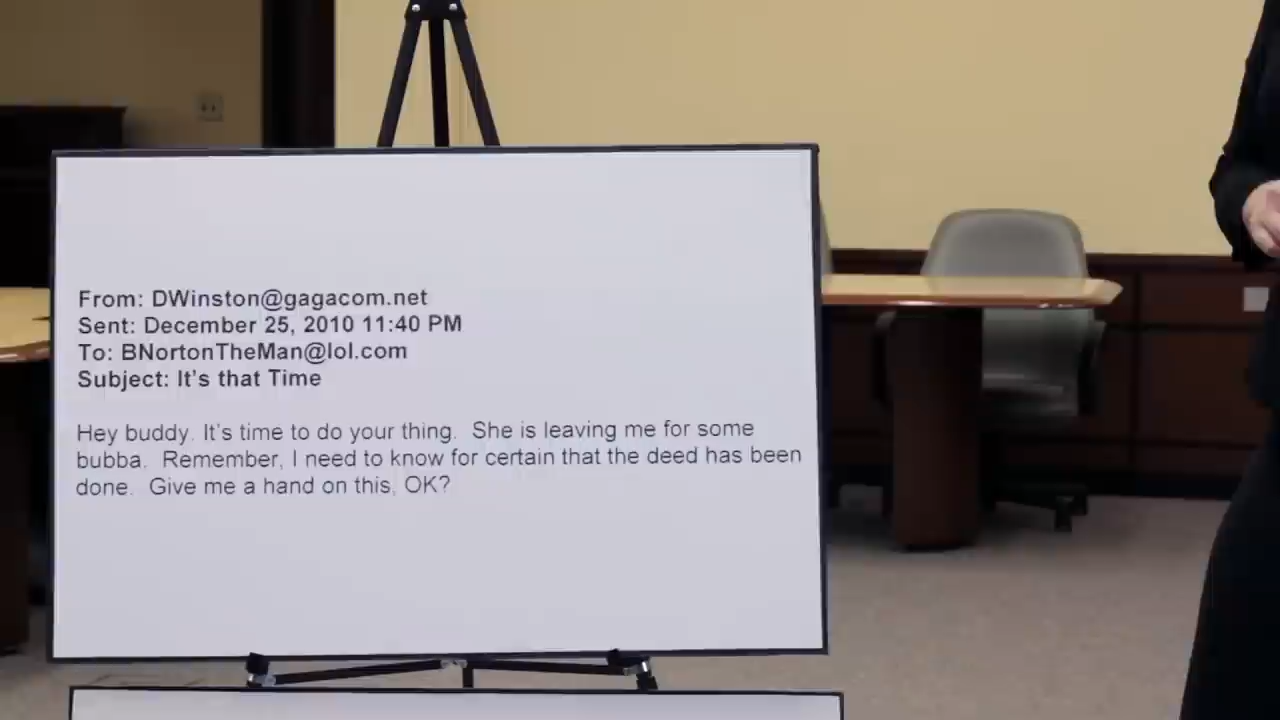 From: DWinston@gagacom.net
Sent: December 25, 2010 11:40 PM
To: BNortonTheMan@lol.com
Subject: It's that Time
Hey buddy. It's time to do your thing.  She is leaving me for some
bubba.  Remember, I need to know for certain that the deed has been
done.  Give me a hand on this, OK?